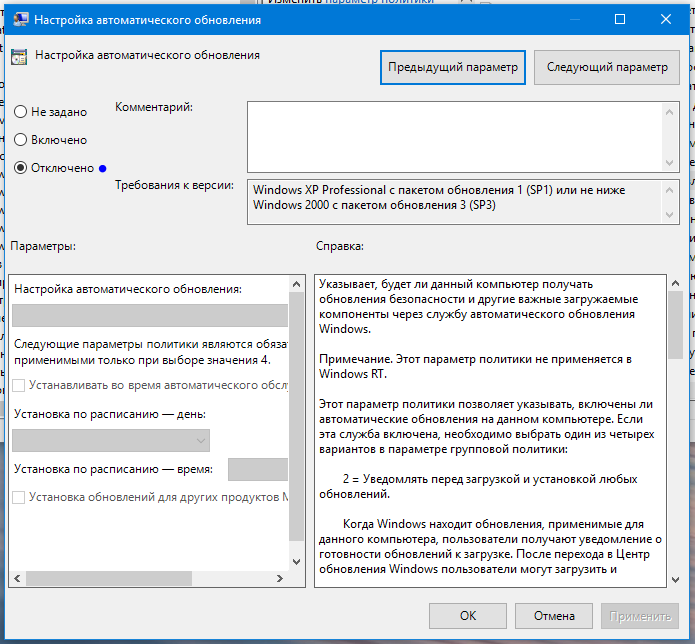 Изменить параметр политики
Настройка автоматического обновления
Настройка автоматического обновления
Предыдущий параметр
Следующий параметр
Не задано
Включено
Отключено
Комментарий:
Требования к версии:
Windows XP Professional с пакетом обновления 1 (SP1) или не ниже
Windows 2000 с пакетом обновления 3 (SP3)
Параметры:
Справка:
Настройка автоматического обновления:
Следующие параметры политики являются обяза
применимыми только при выборе значения 4.
Устанавливать во время автоматического обслу
Установка по расписанию — день:
Установка по расписанию — время:
Установка обновлений для других продуктов M
Указывает, будет ли данный компьютер получать
обновления безопасности и другие важные загружаемые
компоненты через службу автоматического обновления
Windows.
Примечание. Этот параметр политики не применяется в
Windows RT.
Этот параметр политики позволяет указывать, включены ли
автоматические обновления на данном компьютере. Если
эта служба включена, необходимо выбрать один из четырех
вариантов в параметре групповой политики:
2 = Уведомлять перед загрузкой и установкой любых
обновлений.
Когда Windows находит обновления, применимые для
данного компьютера, пользователи получают уведомление о
готовности обновлений к загрузке. После перехода в Центр
обновления Windows пользователи могут загрузить и
ОК
Отмена
Применить